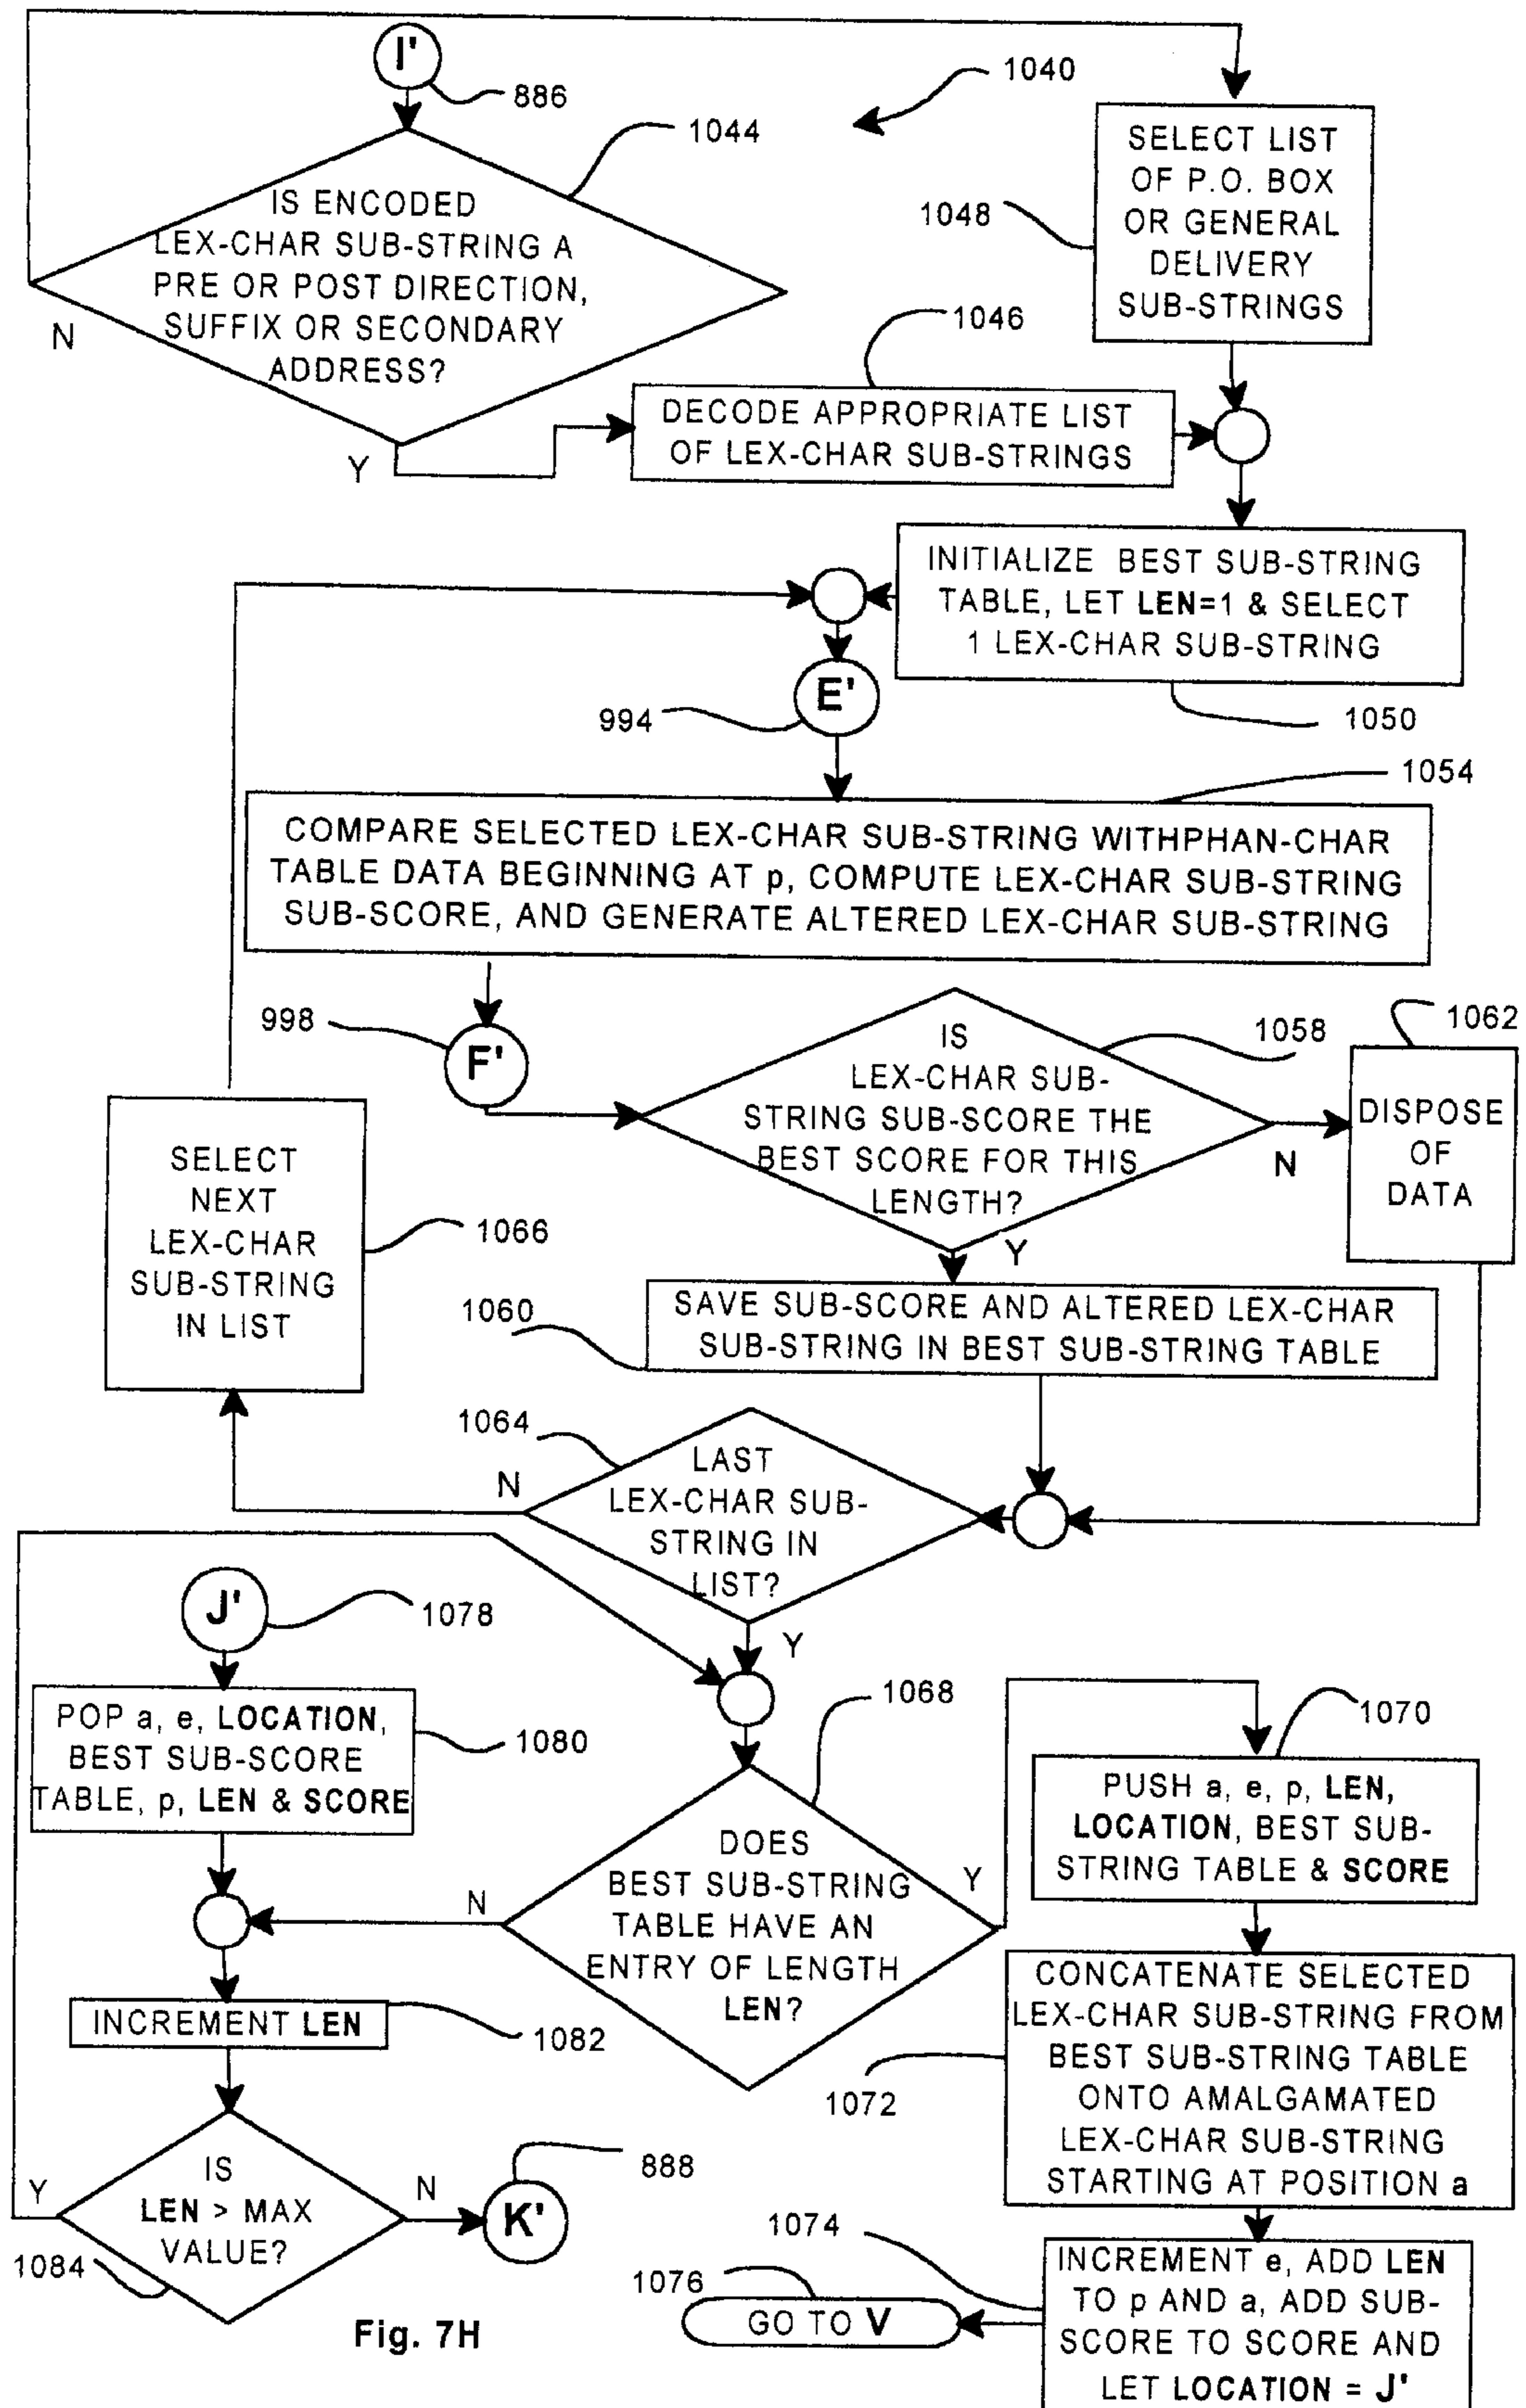 I'
886
1040
1044
IS ENCODED
LEX-CHAR SUB-STRING A
PRE OR POST DIRECTION,
SUFFIX OR SECONDARY
ADDRESS?
N
Y
SELECT LIST
OF P.O. BOX
OR GENERAL
DELIVERY
SUB-STRINGS
1048
1046
DECODE APPROPRIATE LIST
OF LEX-CHAR SUB-STRINGS
INITIALIZE BEST SUB-STRING
TABLE, LET LEN=1 & SELECT
1 LEX-CHAR SUB-STRING
1050
E'
994
1054
COMPARE SELECTED LEX-CHAR SUB-STRING WITHPHAN-CHAR
TABLE DATA BEGINNING AT p, COMPUTE LEX-CHAR SUB-STRING
SUB-SCORE, AND GENERATE ALTERED LEX-CHAR SUB-STRING
998
F'
IS
LEX-CHAR SUB-
STRING SUB-SCORE THE
BEST SCORE FOR THIS
LENGTH?
1058
N
Y
1062
DISPOSE
OF
DATA
SELECT
NEXT
LEX-CHAR
SUB-STRING
IN LIST
1066
1060
SAVE SUB-SCORE AND ALTERED LEX-CHAR
SUB-STRING IN BEST SUB-STRING TABLE
1064
LAST
LEX-CHAR SUB-
STRING IN
LIST?
N
Y
J'
1078
POP a, e, LOCATION,
BEST SUB-SCORE
TABLE, p, LEN & SCORE
1080
1068
DOES
BEST SUB-STRING
TABLE HAVE AN
ENTRY OF LENGTH
LEN?
N
Y
1070
PUSH a, e, p, LEN,
LOCATION, BEST SUB-
STRING TABLE & SCORE
INCREMENT LEN
1082
CONCATENATE SELECTED
LEX-CHAR SUB-STRING FROM
BEST SUB-STRING TABLE
ONTO AMALGAMATED
LEX-CHAR SUB-STRING
STARTING AT POSITION a
1072
IS
LEN > MAX
VALUE?
Y
N
1084
888
K'
1074
INCREMENT e, ADD LEN
TO p AND a, ADD SUB-
SCORE TO SCORE AND
LET LOCATION = J'
1076
GO TO V
Fig. 7H